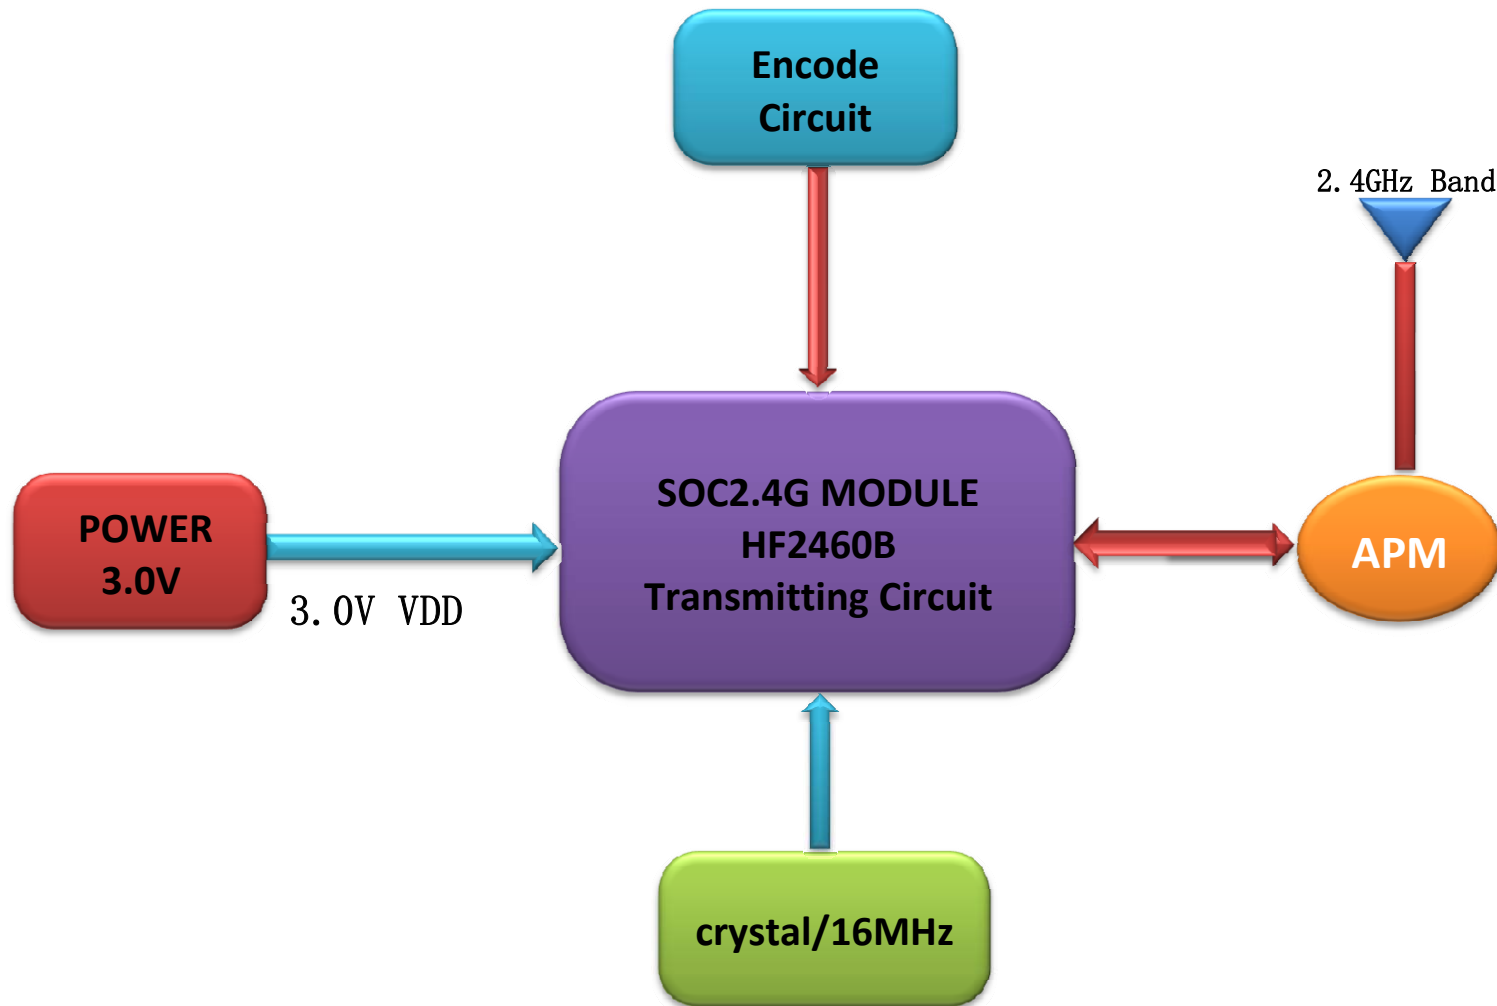 Encode
Circuit
2.4GHz Band
SOC2.4G MODULE
HF2460B
Transmitting Circuit
POWER
3.0V
3.0V VDD
APM
crystal/16MHz